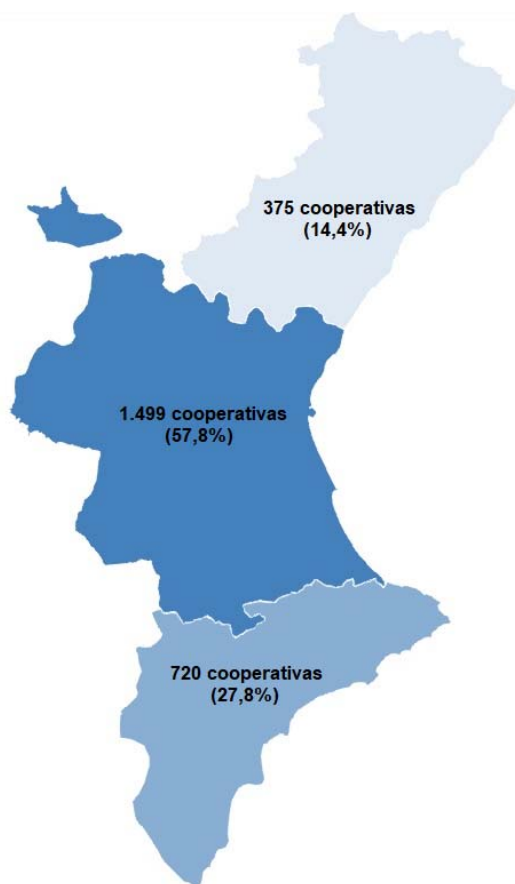 375 cooperativas
(14,4%)
1.499 cooperativas
(57,8%)
720 cooperativas
(27,8%)